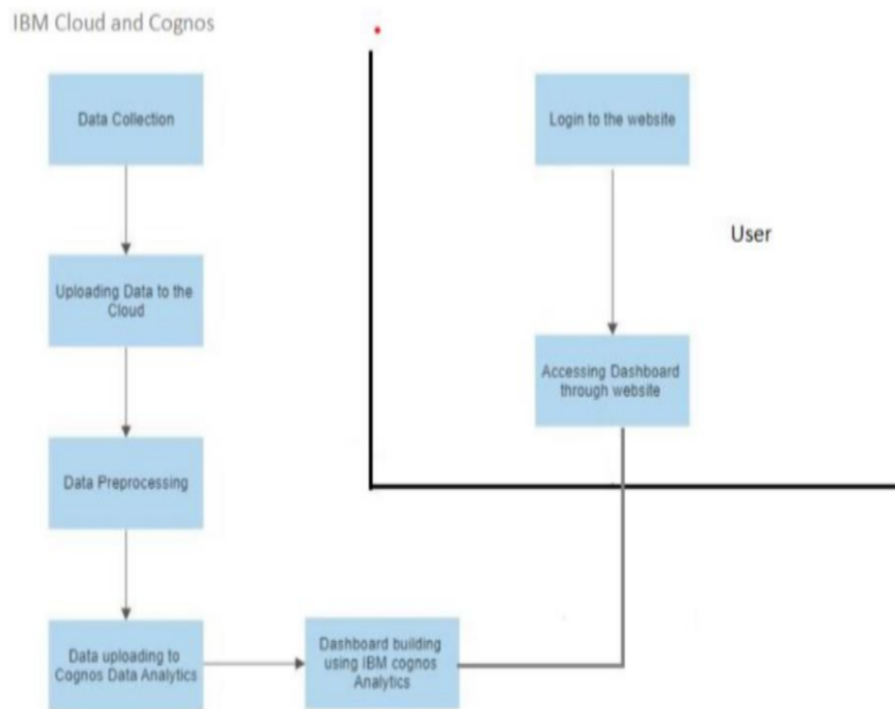 IBM Cloud and Cognos
Data Collection
Uploading Data to the
Cloud
Data Preprocessing
Data uploading to
Cognos Data Analytics
Dashboard building
using IBM cognos
Analytics
Login to the website
User
Accessing Dashboard
through website